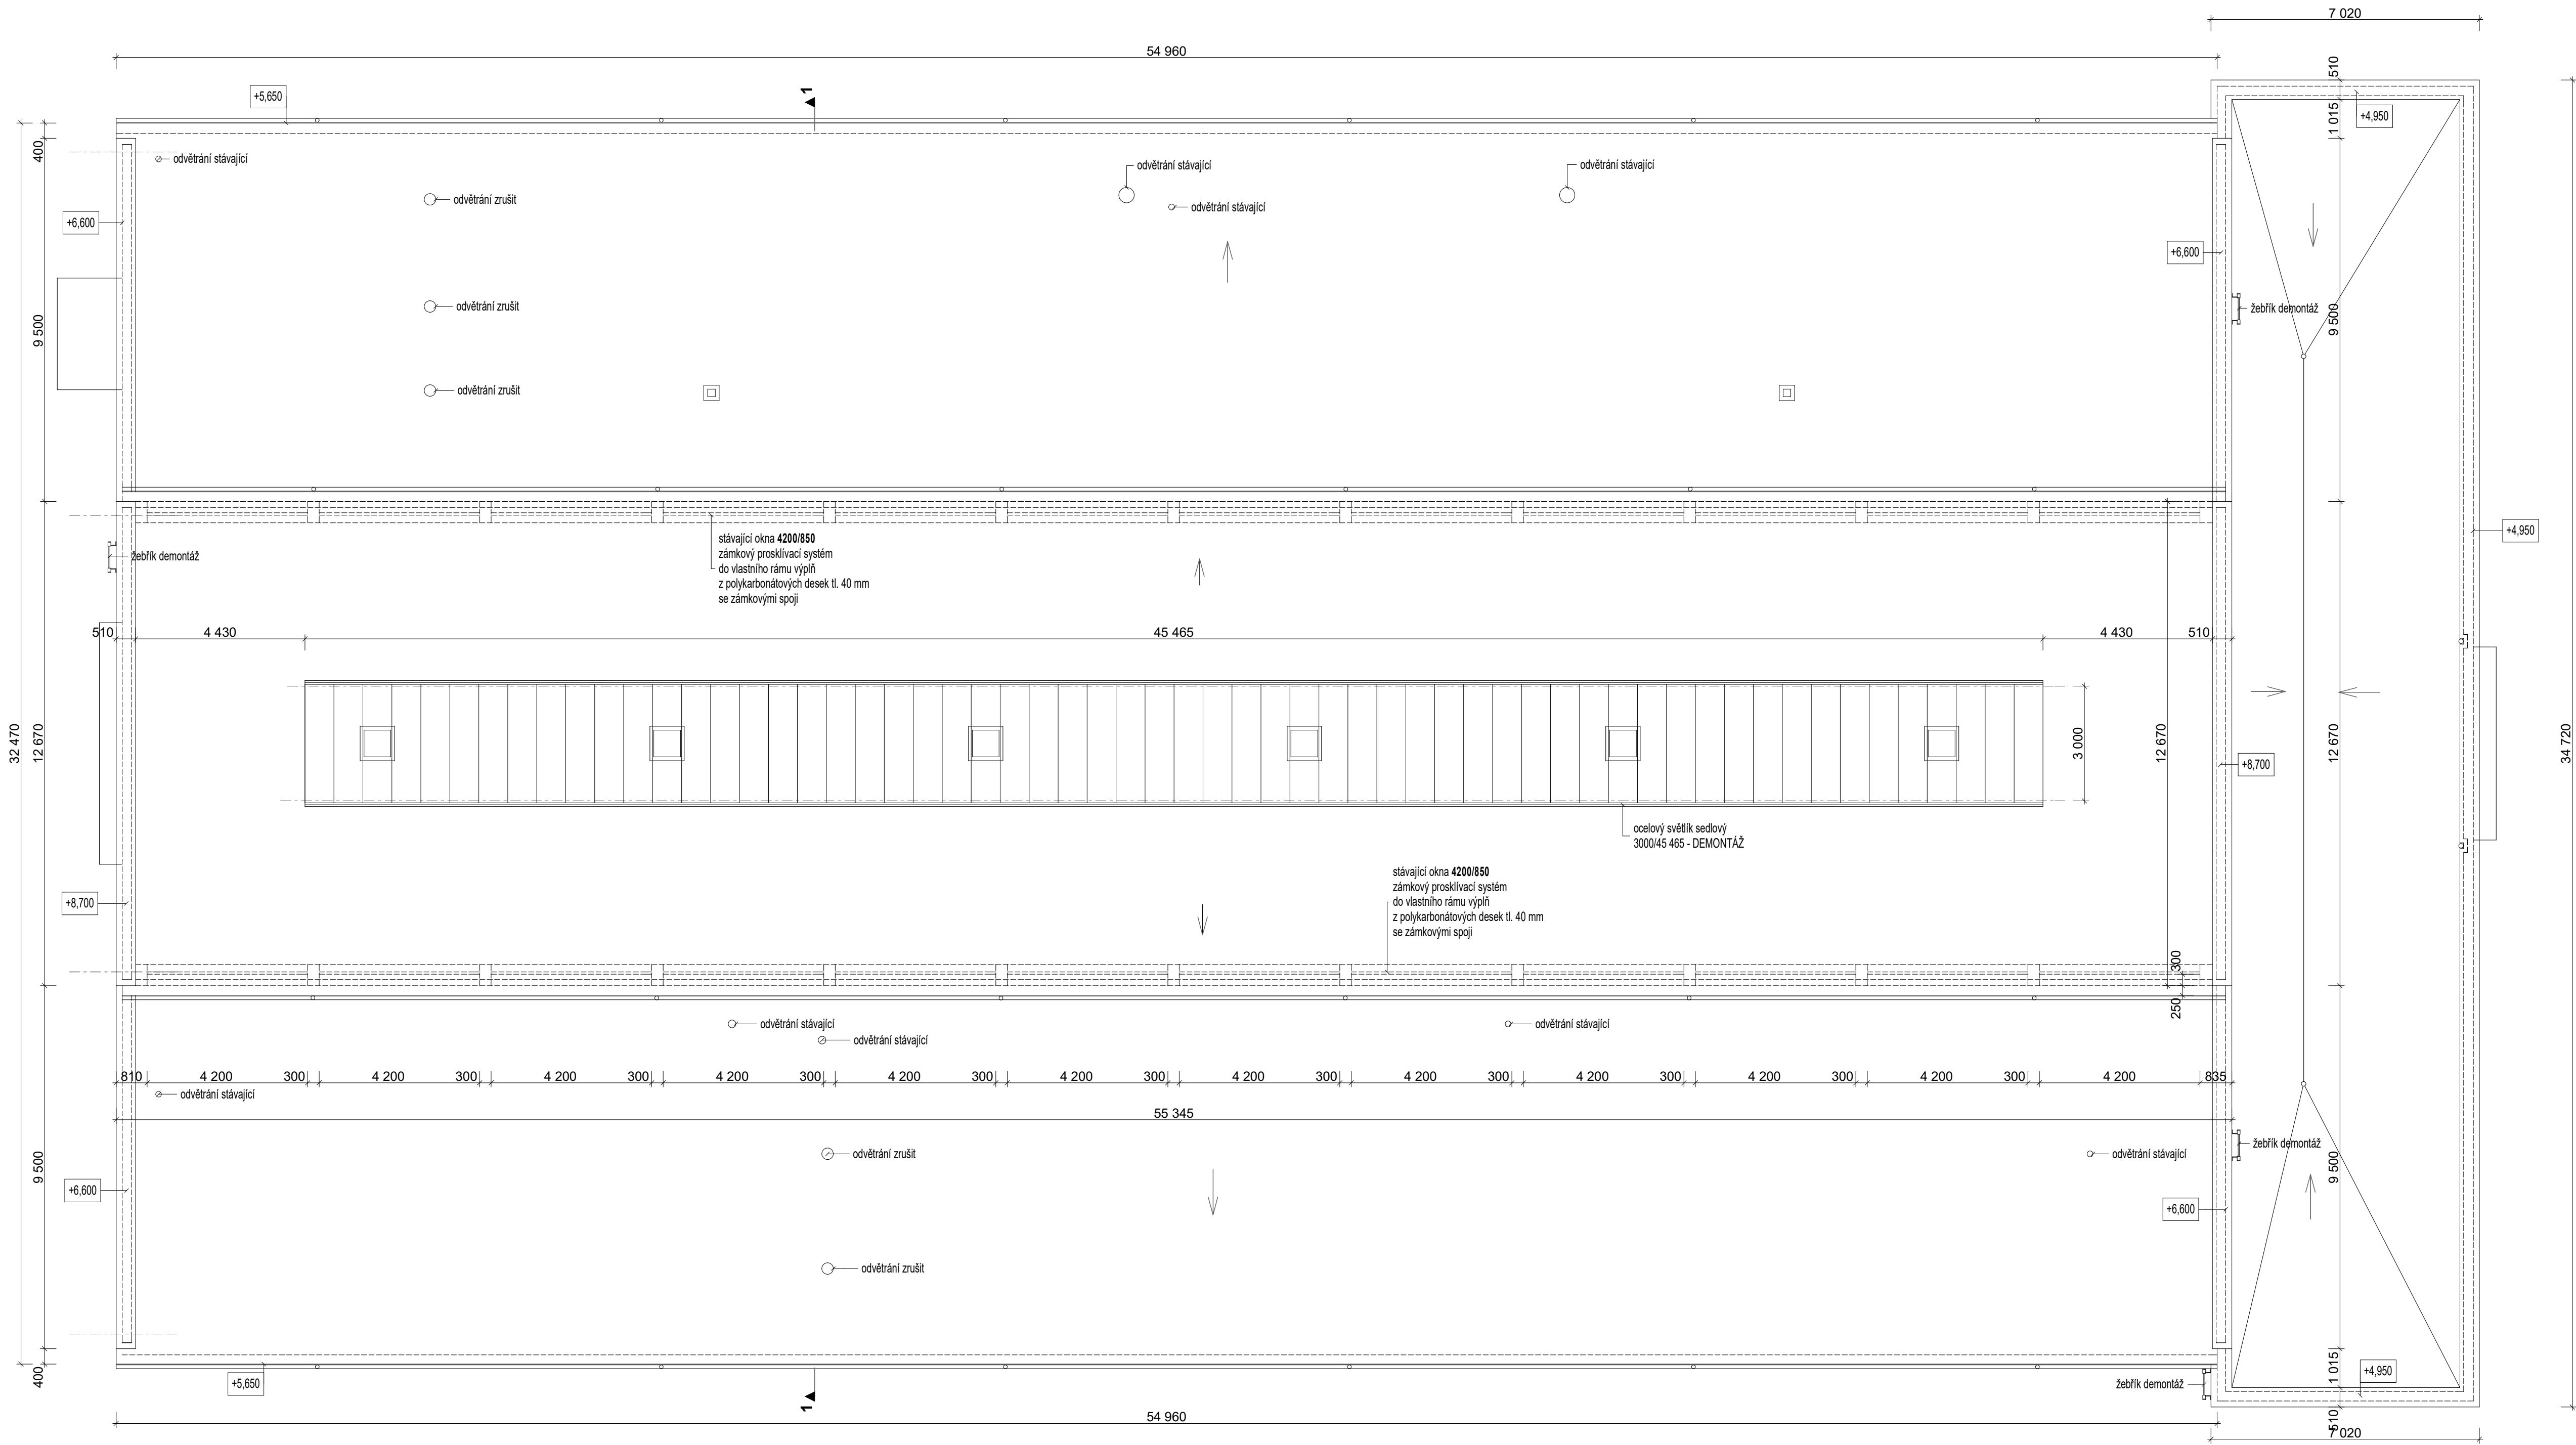 7 020
54 960
510
+5,650
1
1 015
+4,950
400
odvětrání stávající
odvětrání stávající
odvětrání stávající
odvětrání zrušit
odvětrání stávající
+6,600
+6,600
odvětrání zrušit
žebřík demontáž
9 500
9 500
odvětrání zrušit
+4,950
stávající okna 4200/850
zámkový prosklívací systém
do vlastního rámu výplň
z polykarbonátových desek tl. 40 mm
se zámkovými spoji
žebřík demontáž
510
4 430
45 465
4 430
510
32 470
12 670
3 000
12 670
12 670
34 720
+8,700
ocelový světlík sedlový
3000/45 465 - DEMONTÁŽ
stávající okna 4200/850
zámkový prosklívací systém
do vlastního rámu výplň
z polykarbonátových desek tl. 40 mm
se zámkovými spoji
+8,700
300
250
odvětrání stávající
odvětrání stávající
odvětrání stávající
810
4 200
300
4 200
300
4 200
300
4 200
300
4 200
300
4 200
300
4 200
300
4 200
300
4 200
300
4 200
300
4 200
300
4 200
835
odvětrání stávající
55 345
žebřík demontáž
odvětrání zrušit
odvětrání stávající
9 500
9 500
+6,600
+6,600
odvětrání zrušit
400
+5,650
1 015
+4,950
žebřík demontáž
1
54 960
510
7 020